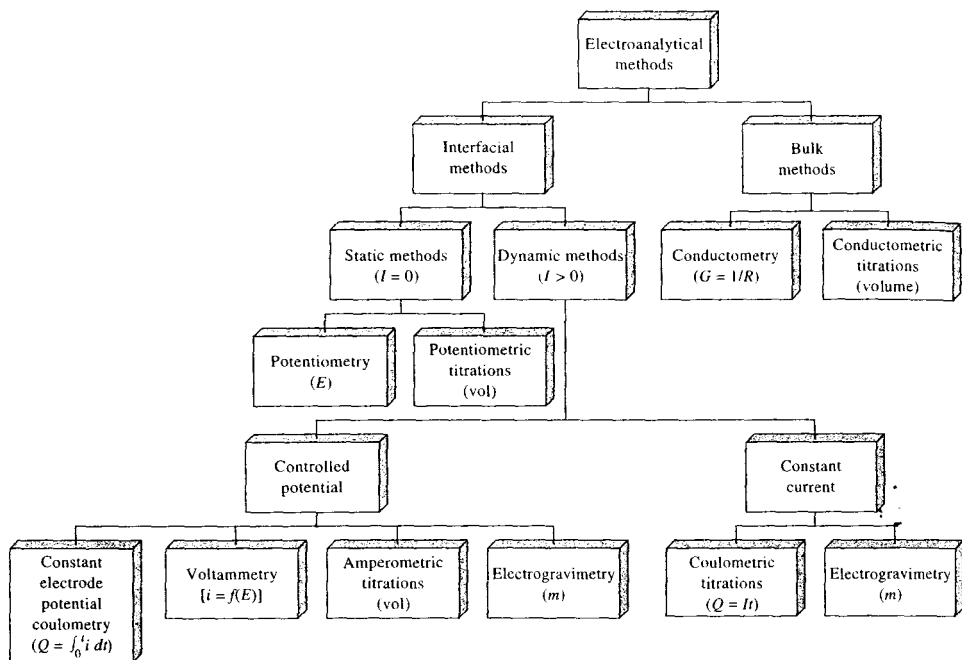 Electroanalytical
methods
Interfacial
methods
Bulk
methods
Static methods
(I = 0)
Dynamic methods
(I > 0)
Conductometry
(G = 1/R)
Conductometric
titrations
(volume)
Potentiometry
(E)
Potentiometric
titrations
(vol)
Controlled
potential
Constant
current
Constant
electrode
potential
coulometry
(Q = ∫₀ᵗ i dt)
Voltammetry
[i = f(E)]
Amperometric
titrations
(vol)
Electrogravimetry
(m)
Coulometric
titrations
(Q = It)
Electrogravimetry
(m)